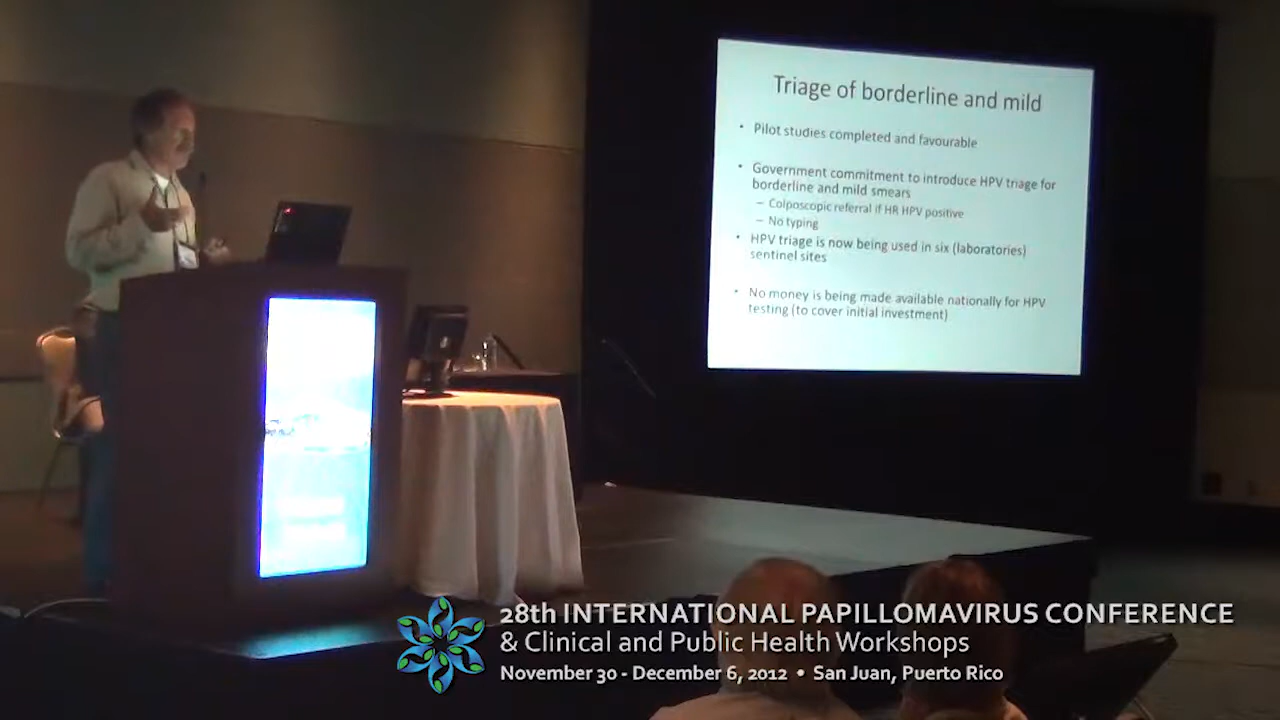 Triage of borderline and mild
• Pilot studies completed and favourable
• Government commitment to introduce HPV triage for
borderline and mild smears
– Colposcopic referral if HR HPV positive
– No typing
• HPV triage is now being used in six (laboratories)
sentinel sites
• No money is being made available nationally for HPV
testing (to cover initial investment)
28th INTERNATIONAL PAPILLOMAVIRUS CONFERENCE
& Clinical and Public Health Workshops
November 30 - December 6, 2012 • San Juan, Puerto Rico